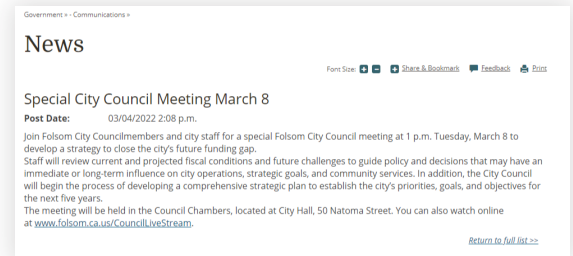 Government » - Communications »
News
Font Size: + - + Share & Bookmark Feedback Print
Special City Council Meeting March 8
Post Date: 03/04/2022 2:08 p.m.
Join Folsom City Councilmembers and city staff for a special Folsom City Council meeting at 1 p.m. Tuesday, March 8 to
develop a strategy to close the city's future funding gap.
Staff will review current and projected fiscal conditions and future challenges to guide policy and decisions that may have an
immediate or long-term influence on city operations, strategic goals, and community services. In addition, the City Council
will begin the process of developing a comprehensive strategic plan to establish the city's priorities, goals, and objectives for
the next five years.
The meeting will be held in the Council Chambers, located at City Hall, 50 Natoma Street. You can also watch online
at www.folsom.ca.us/CouncilLiveStream.
Return to full list >>